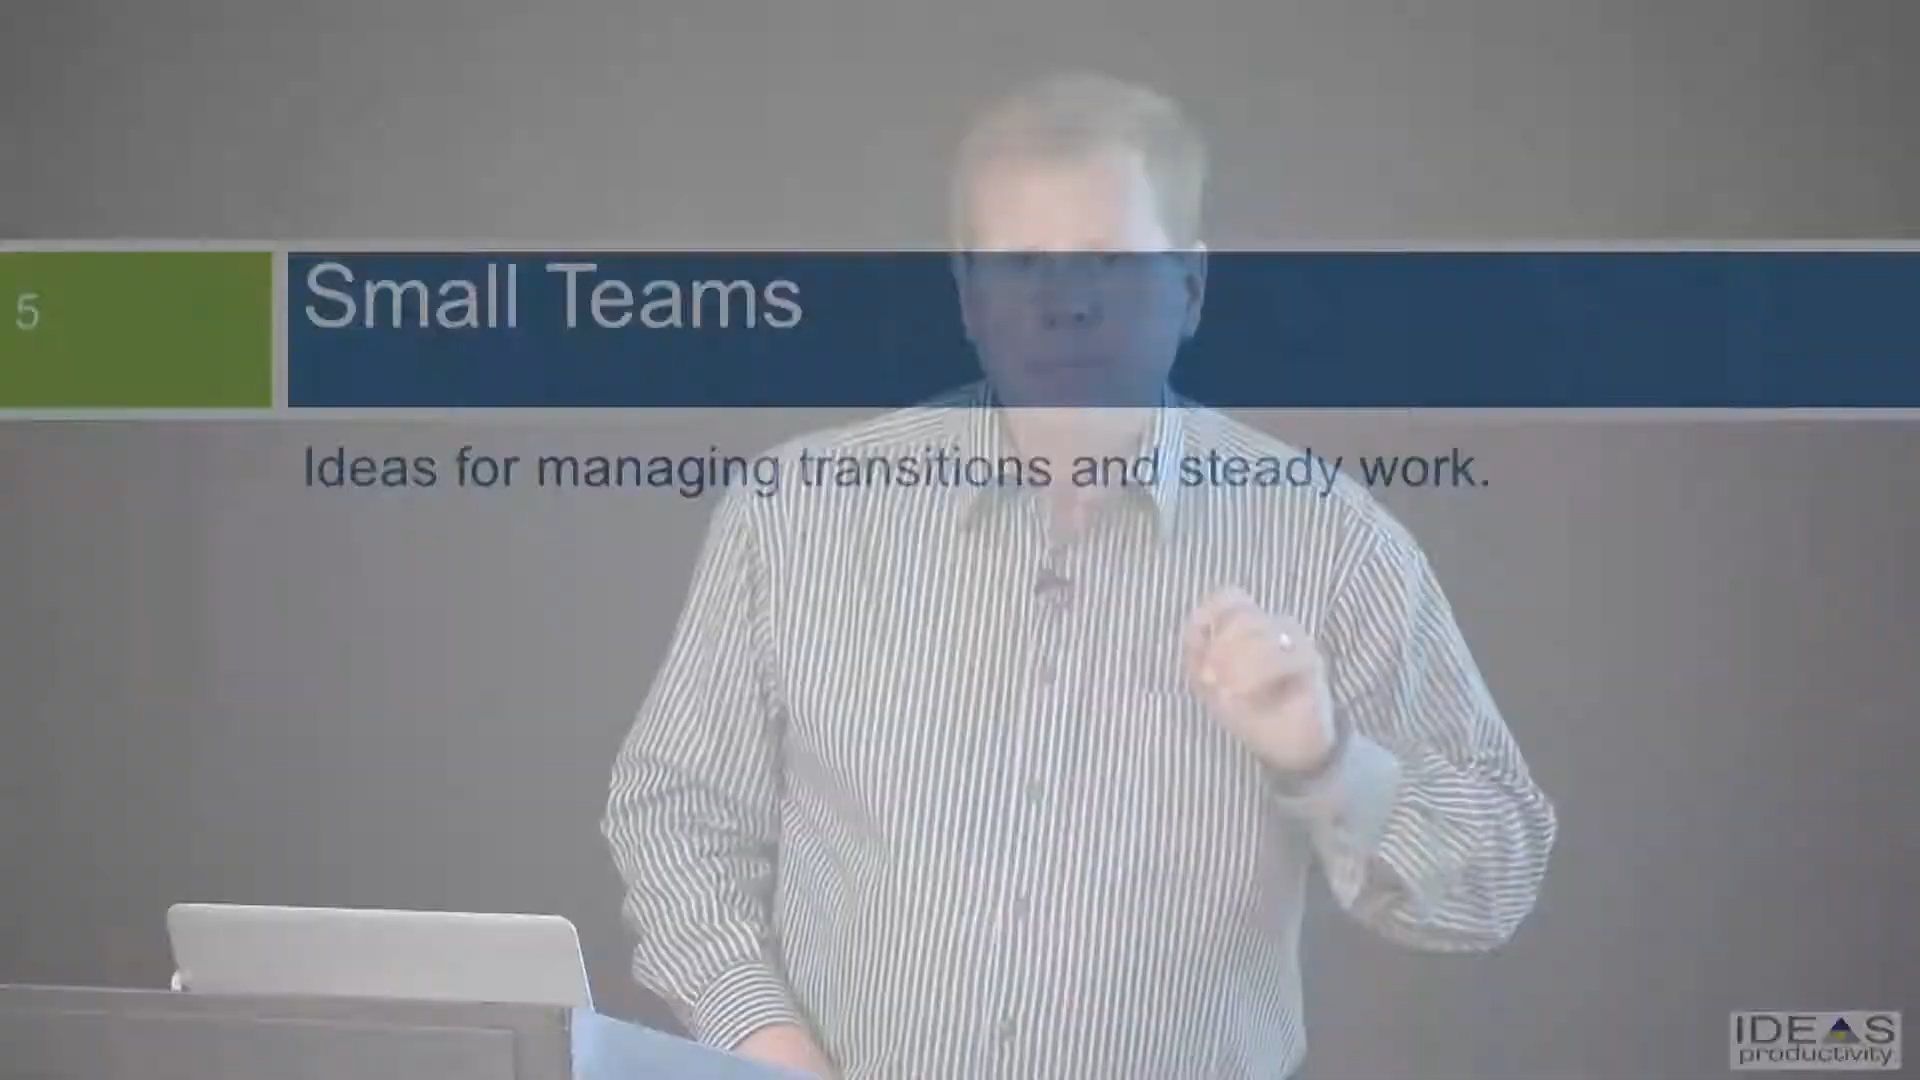 5
Small Teams
Ideas for managing transitions and steady work.
IDEAS
productivity